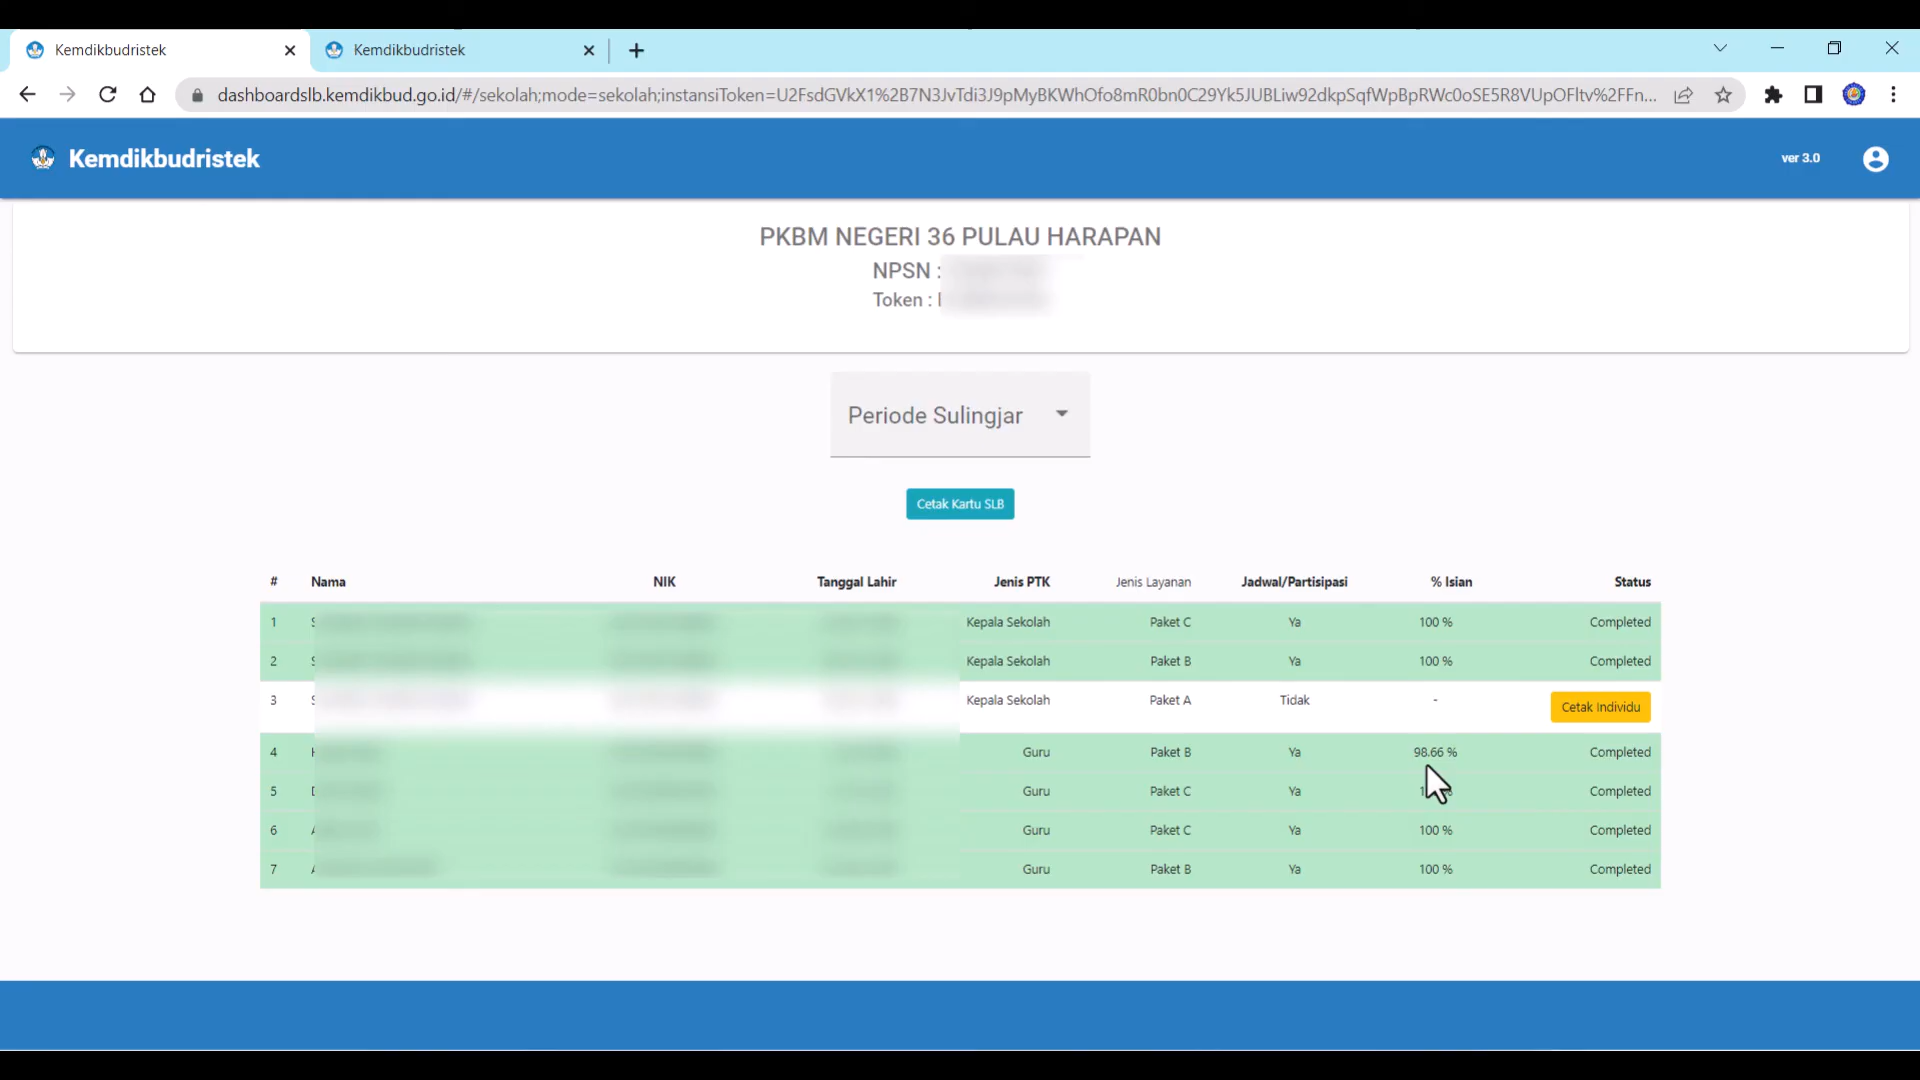 Kemdikbudristek
Kemdikbudristek
dashboardslb.kemdikbud.go.id/#/sekolah;mode=sekolah;instansiToken=U2FsdGVkX1%2B7N3JvTdi3J9pMyBKWhOfo8mR0bn0C29Yk5JUBLiw92dkpSqfWpBpRWc0oSE5R8VUpOFltv%2FFn...
Kemdikbudristek
ver 3.0
PKBM NEGERI 36 PULAU HARAPAN
NPSN :
Token :
Periode Sulingjar
Cetak Kartu SLB
# Nama NIK Tanggal Lahir Jenis PTK Jenis Layanan Jadwal/Partisipasi % Isian Status
1 S Kepala Sekolah Paket C Ya 100 % Completed
2 S Kepala Sekolah Paket B Ya 100 % Completed
3 S Kepala Sekolah Paket A Tidak - Cetak Individu
4 Guru Paket B Ya 98.66 % Completed
5 Guru Paket C Ya Completed
6 Guru Paket C Ya 100 % Completed
7 Guru Paket B Ya 100 % Completed